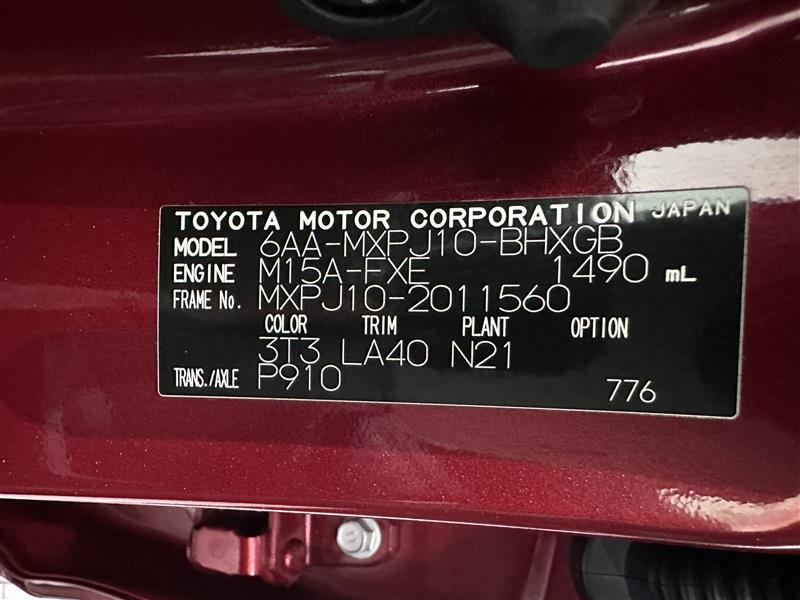 TOYOTA MOTOR CORPORATION JAPAN
MODEL 6AA-MXPJ10-BHXGB
ENGINE M15A-FXE 1490 mL
FRAME No. MXPJ10-2011560
COLOR TRIM PLANT OPTION
3T3 LA40 N21
TRANS./AXLE P910 776